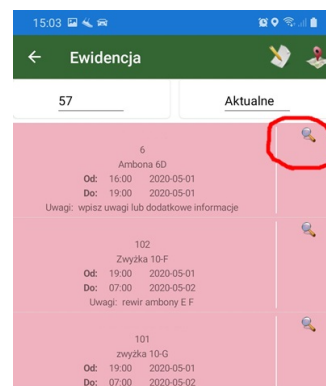 15:03
Ewidencja
57 Aktualne
6
Ambona 6D
Od: 16:00 2020-05-01
Do: 19:00 2020-05-01
Uwagi: wpisz uwagi lub dodatkowe informacje
102
Zwyżka 10-F
Od: 19:00 2020-05-01
Do: 07:00 2020-05-02
Uwagi: rewir ambony E F
101
zwyżka 10-G
Od: 19:00 2020-05-01
Do: 07:00 2020-05-02